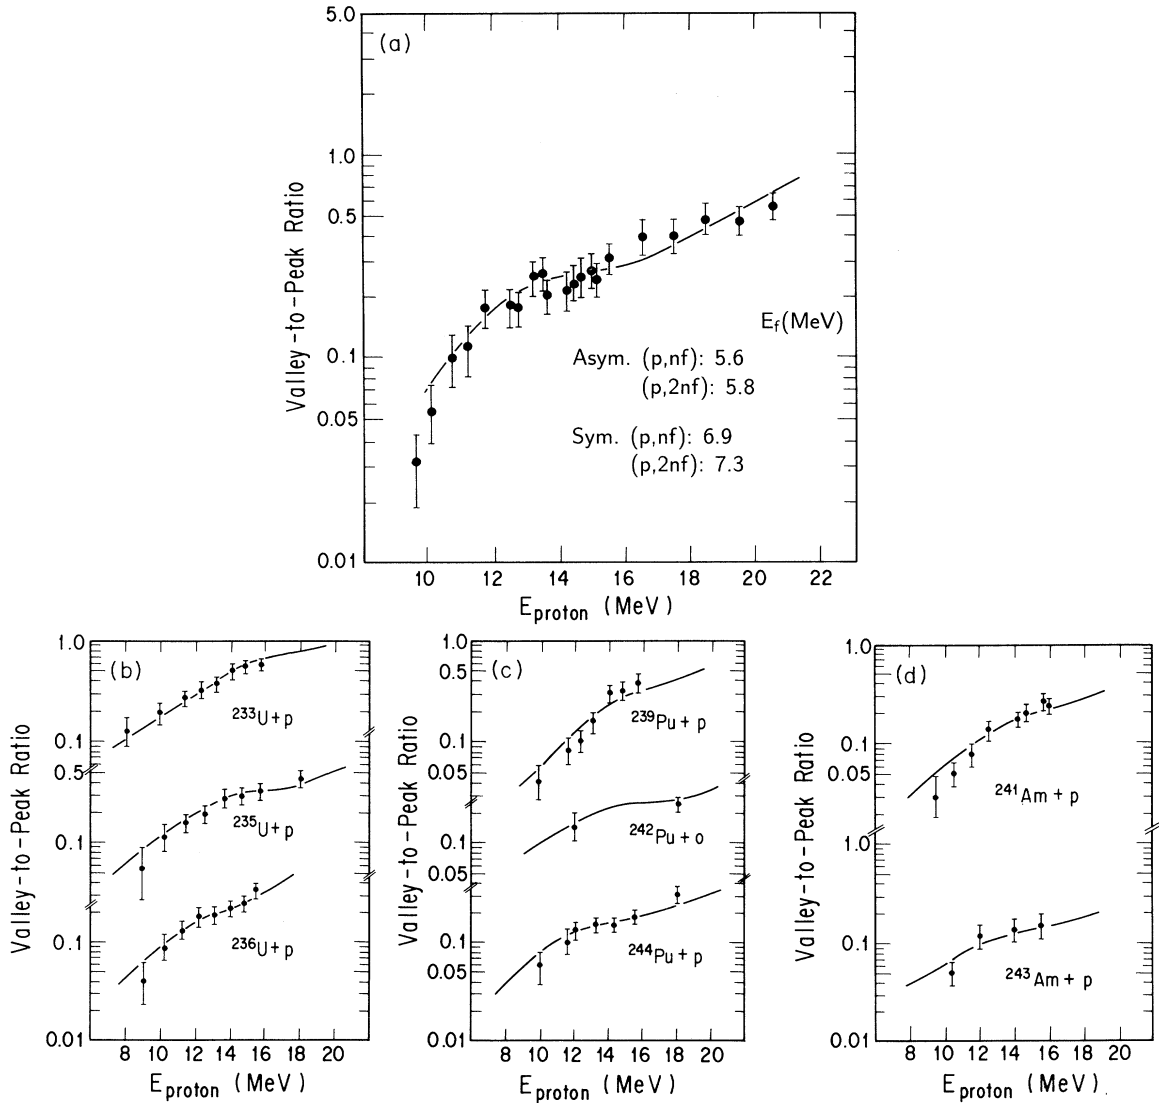 (a)
Valley-to-Peak Ratio
5.0
1.0
0.5
0.1
0.05
0.01
E_f(MeV)
Asym. (p,nf): 5.6
(p,2nf): 5.8
Sym. (p,nf): 6.9
(p,2nf): 7.3
10 12 14 16 18 20 22
E_proton (MeV)
(b)
Valley-to-Peak Ratio
1.0
0.1
0.5
0.1
0.1
0.01
²³³U+p
²³⁵U+p
²³⁶U+p
8 10 12 14 16 18 20
E_proton (MeV)
(c)
Valley-to-Peak Ratio
1.0
0.5
0.1
0.05
0.1
0.05
0.1
0.05
0.01
²³⁹Pu + p
²⁴²Pu + o
²⁴⁴Pu + p
8 10 12 14 16 18 20
E_proton (MeV)
(d)
Valley-to-Peak Ratio
1.0
0.1
0.05
1.0
0.1
0.01
²⁴¹Am + p
²⁴³Am + p
8 10 12 14 16 18 20
E_proton (MeV)